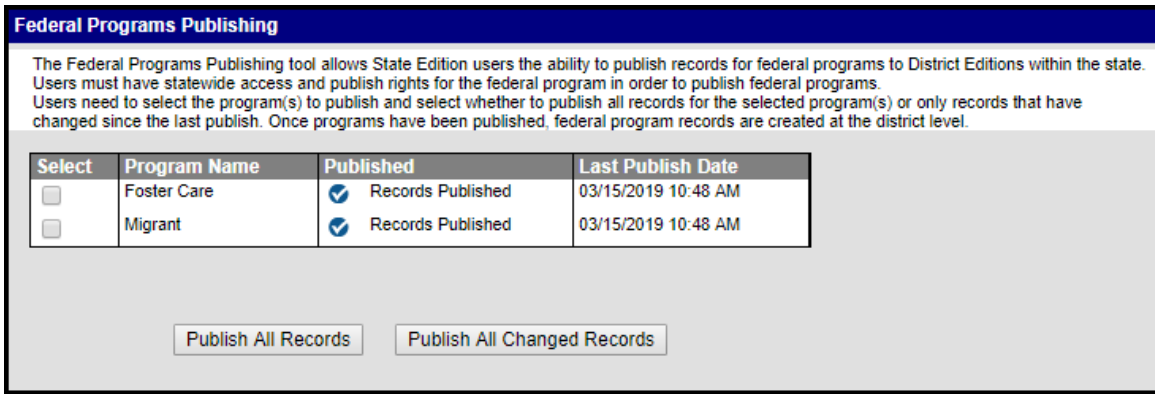 Federal Programs Publishing
The Federal Programs Publishing tool allows State Edition users the ability to publish records for federal programs to District Editions within the state.
Users must have statewide access and publish rights for the federal program in order to publish federal programs.
Users need to select the program(s) to publish and select whether to publish all records for the selected program(s) or only records that have
changed since the last publish. Once programs have been published, federal program records are created at the district level.
Select Program Name Published Last Publish Date
Foster Care Records Published 03/15/2019 10:48 AM
Migrant Records Published 03/15/2019 10:48 AM
Publish All Records Publish All Changed Records